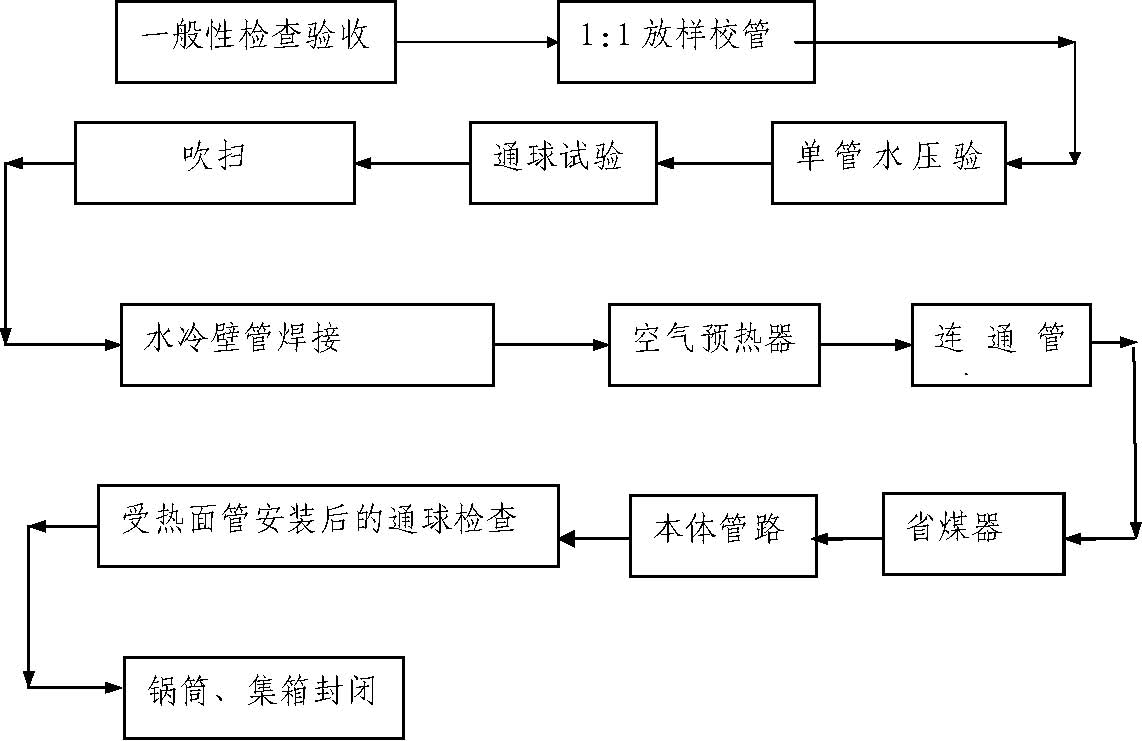 一般性检查验收
1:1放样校管
单管水压验
通球试验
吹扫
水冷壁管焊接
空气预热器
连通管
省煤器
本体管路
受热面管安装后的通球检查
锅筒、集箱封闭